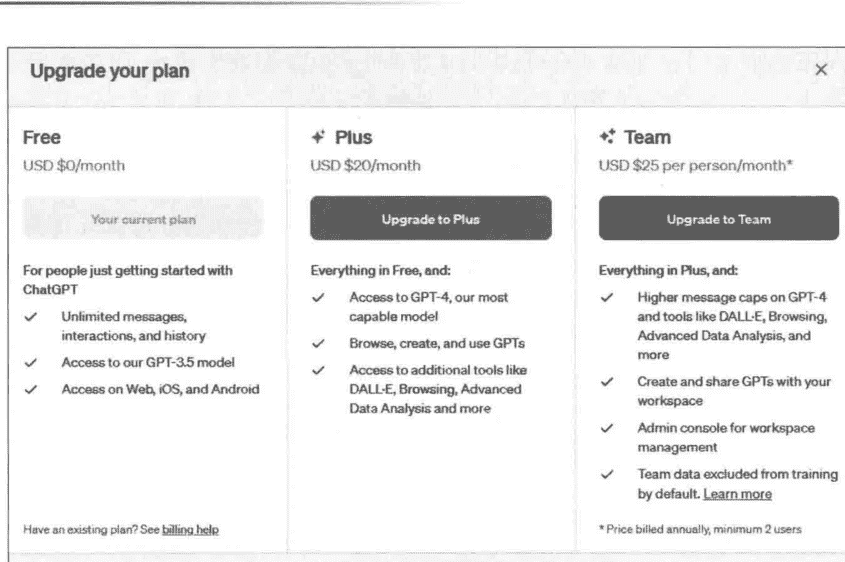 Upgrade your plan
Free
USD $0/month
Your current plan
For people just getting started with
ChatGPT
Unlimited messages,
interactions, and history
Access to our GPT-3.5 model
Access on Web, iOS, and Android
Have an existing plan? See billing help
Plus
USD $20/month
Upgrade to Plus
Everything in Free, and:
Access to GPT-4, our most
capable model
Browse, create, and use GPTs
Access to additional tools like
DALL·E, Browsing, Advanced
Data Analysis and more
Team
USD $25 per person/month*
Upgrade to Team
Everything in Plus, and:
Higher message caps on GPT-4
and tools like DALL·E, Browsing,
Advanced Data Analysis, and
more
Create and share GPTs with your
workspace
Admin console for workspace
management
Team data excluded from training
by default. Learn more
* Price billed annually, minimum 2 users